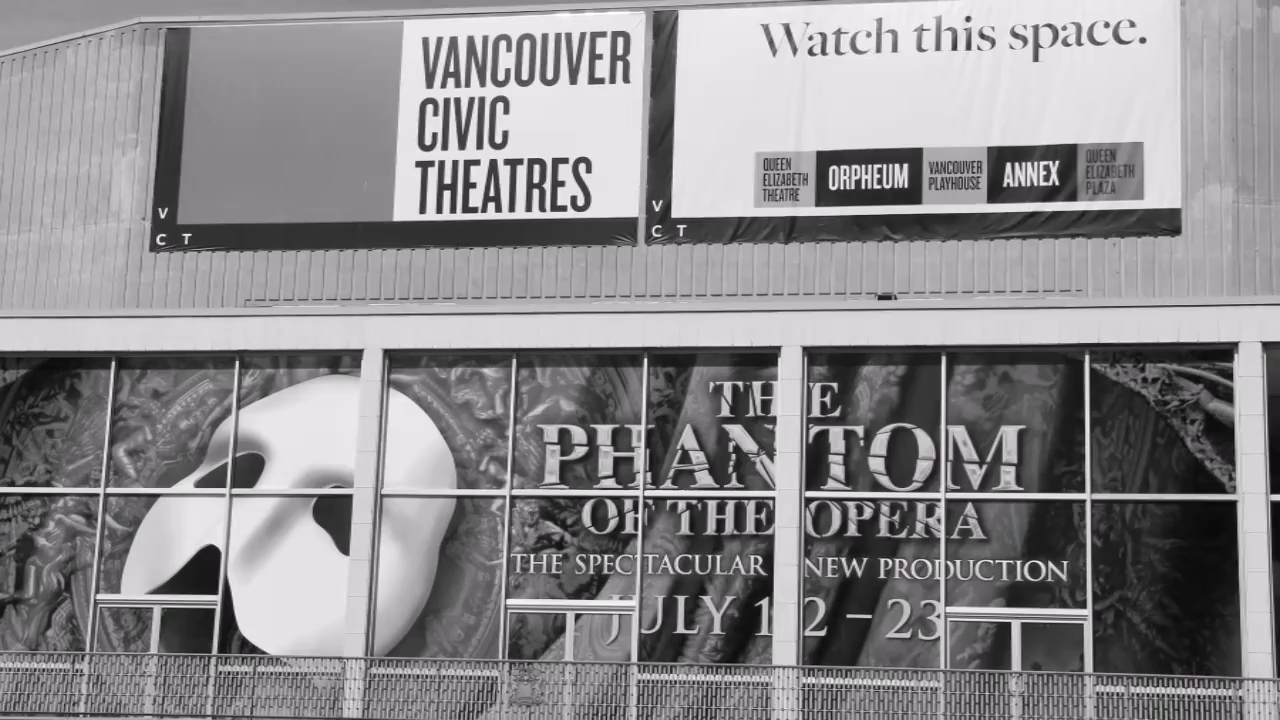 VANCOUVER
CIVIC
THEATRES
V
C T
Watch this space.
QUEEN
ELIZABETH
THEATRE
ORPHEUM
VANCOUVER
PLAYHOUSE
ANNEX
QUEEN
ELIZABETH
PLAZA
V
C T
THE
PHANTOM
OF THE OPERA
THE SPECTACULAR NEW PRODUCTION
JULY 12 - 23